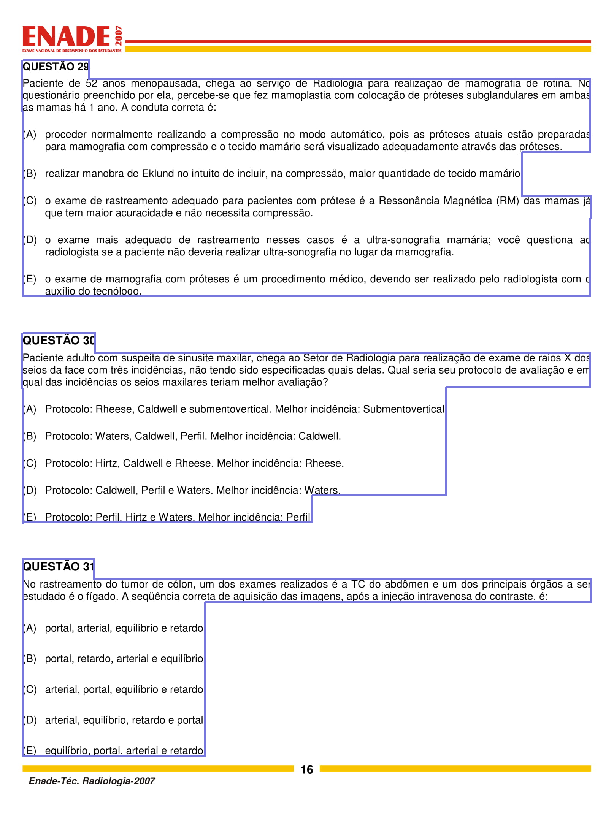 ENADE 2007
EXAME NACIONAL DE DESEMPENHO DOS ESTUDANTES
QUESTÃO 29
Paciente de 52 anos menopausada, chega ao serviço de Radiologia para realização de mamografia de rotina. No
questionário preenchido por ela, percebe-se que fez mamoplastia com colocação de próteses subglandulares em ambas
as mamas há 1 ano. A conduta correta é:
(A) proceder normalmente realizando a compressão no modo automático, pois as próteses atuais estão preparadas
para mamografia com compressão e o tecido mamário será visualizado adequadamente através das próteses.
(B) realizar manobra de Eklund no intuito de incluir, na compressão, maior quantidade de tecido mamário
(C) o exame de rastreamento adequado para pacientes com prótese é a Ressonância Magnética (RM) das mamas já
que tem maior acuracidade e não necessita compressão.
(D) o exame mais adequado de rastreamento nesses casos é a ultra-sonografia mamária; você questiona ao
radiologista se a paciente não deveria realizar ultra-sonografia no lugar da mamografia.
(E) o exame de mamografia com próteses é um procedimento médico, devendo ser realizado pelo radiologista com o
auxílio do tecnólogo.
QUESTÃO 30
Paciente adulto com suspeita de sinusite maxilar, chega ao Setor de Radiologia para realização de exame de raios X dos
seios da face com três incidências, não tendo sido especificadas quais delas. Qual seria seu protocolo de avaliação e em
qual das incidências os seios maxilares teriam melhor avaliação?
(A) Protocolo: Rheese, Caldwell e submentovertical. Melhor incidência: Submentovertical
(B) Protocolo: Waters, Caldwell, Perfil. Melhor incidência: Caldwell.
(C) Protocolo: Hirtz, Caldwell e Rheese. Melhor incidência: Rheese.
(D) Protocolo: Caldwell, Perfil e Waters. Melhor incidência: Waters.
(E) Protocolo: Perfil, Hirtz e Waters. Melhor incidência: Perfil
QUESTÃO 31
No rastreamento do tumor de cólon, um dos exames realizados é a TC do abdômen e um dos principais órgãos a ser
estudado é o fígado. A seqüência correta de aquisição das imagens, após a injeção intravenosa do contraste, é:
(A) portal, arterial, equilíbrio e retardo
(B) portal, retardo, arterial e equilíbrio
(C) arterial, portal, equilíbrio e retardo
(D) arterial, equilíbrio, retardo e portal
(E) equilíbrio, portal, arterial e retardo
16
Enade-Téc. Radiologia-2007